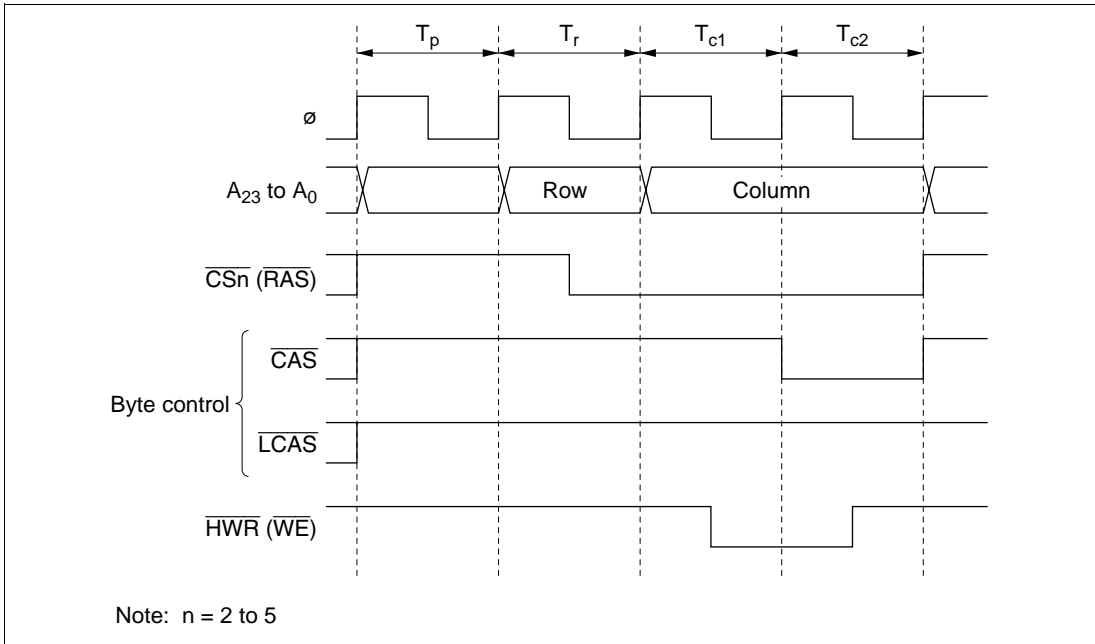 Tp Tr Tc1 Tc2
ø
A23 to A0 Row Column
CSn (RAS)
CAS
Byte control
LCAS
HWR (WE)
Note: n = 2 to 5